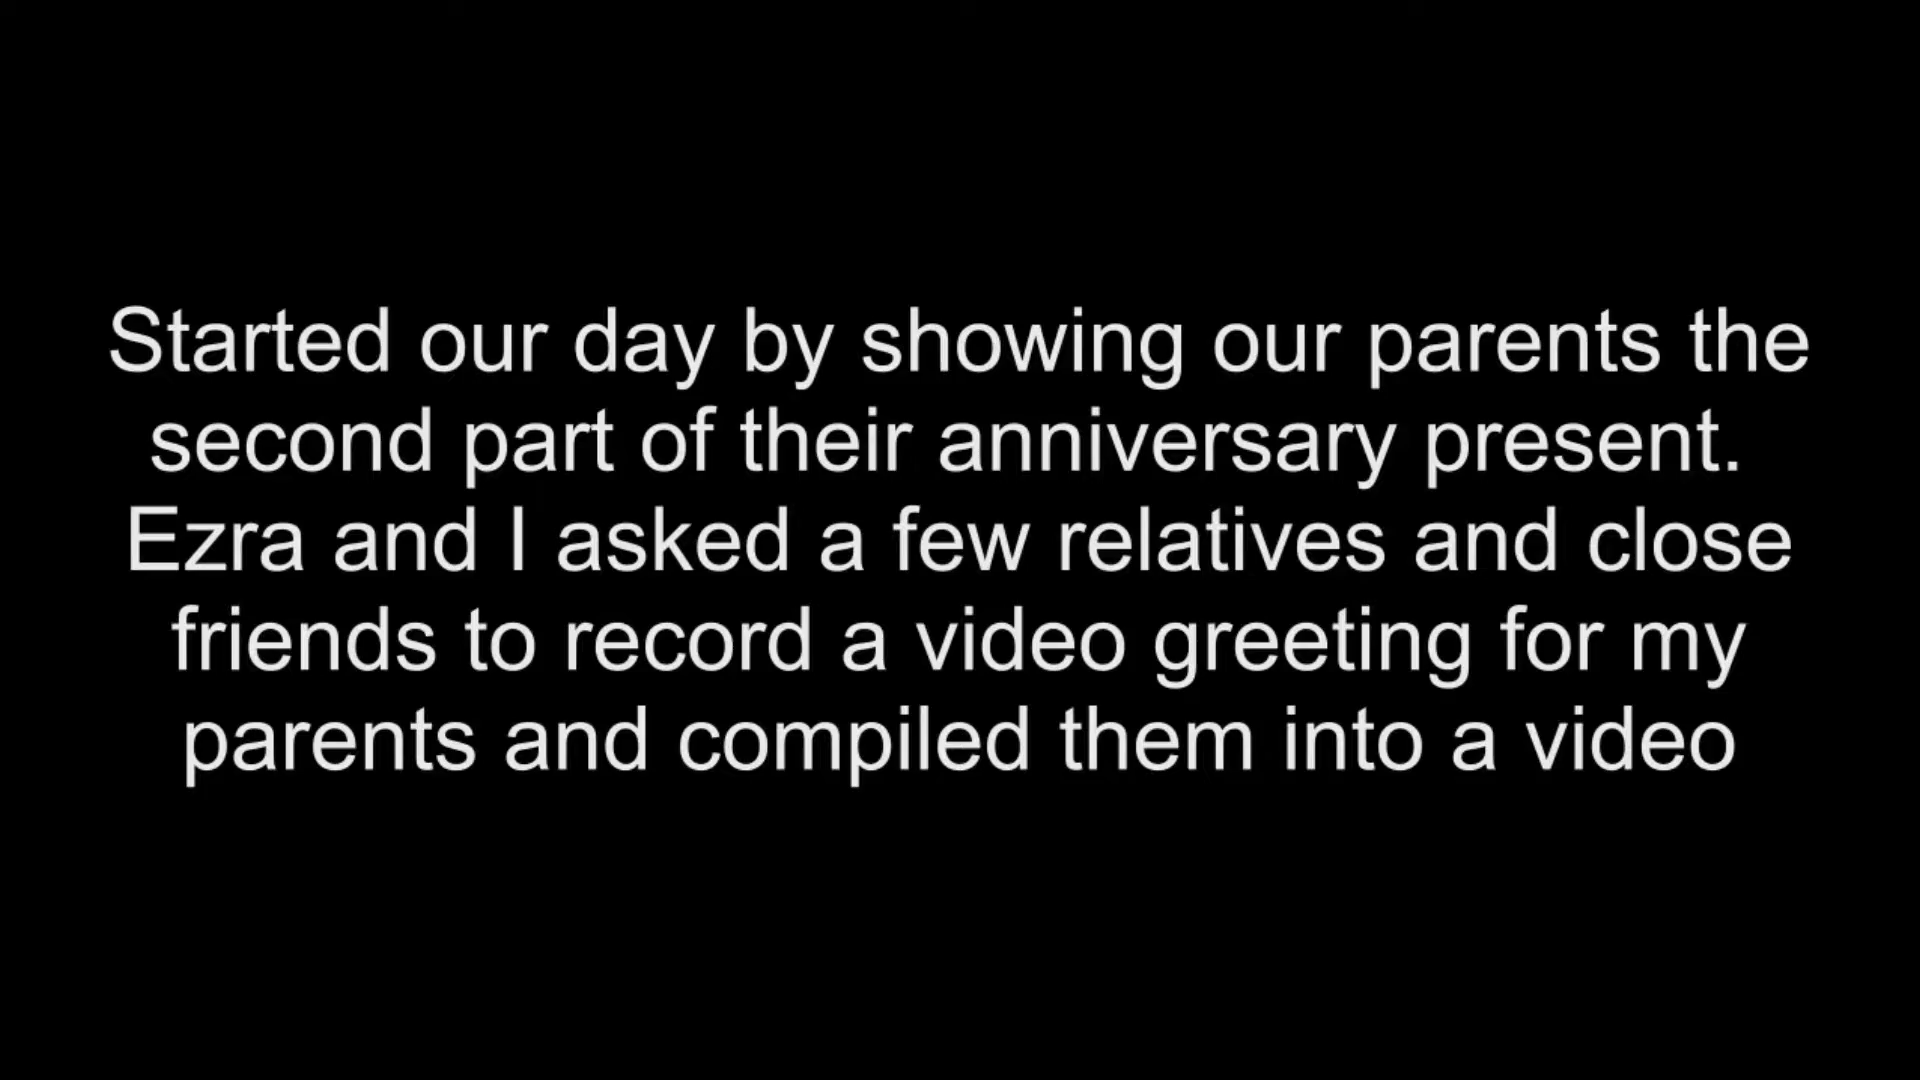 Started our day by showing our parents the
second part of their anniversary present.
Ezra and I asked a few relatives and close
friends to record a video greeting for my
parents and compiled them into a video